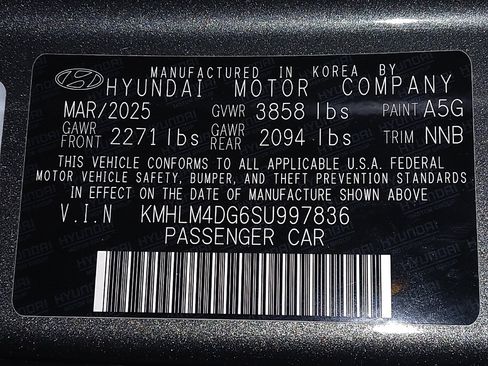 MANUFACTURED IN KOREA BY
HYUNDAI MOTOR COMPANY
MAR/2025 GVWR 3858 lbs PAINT A5G
GAWR FRONT 2271 lbs GAWR REAR 2094 lbs TRIM NNB
THIS VEHICLE CONFORMS TO ALL APPLICABLE U.S.A. FEDERAL
MOTOR VEHICLE SAFETY, BUMPER, AND THEFT PREVENTION STANDARDS
IN EFFECT ON THE DATE OF MANUFACTURE SHOWN ABOVE
V.I.N KMHLM4DG6SU997836
PASSENGER CAR